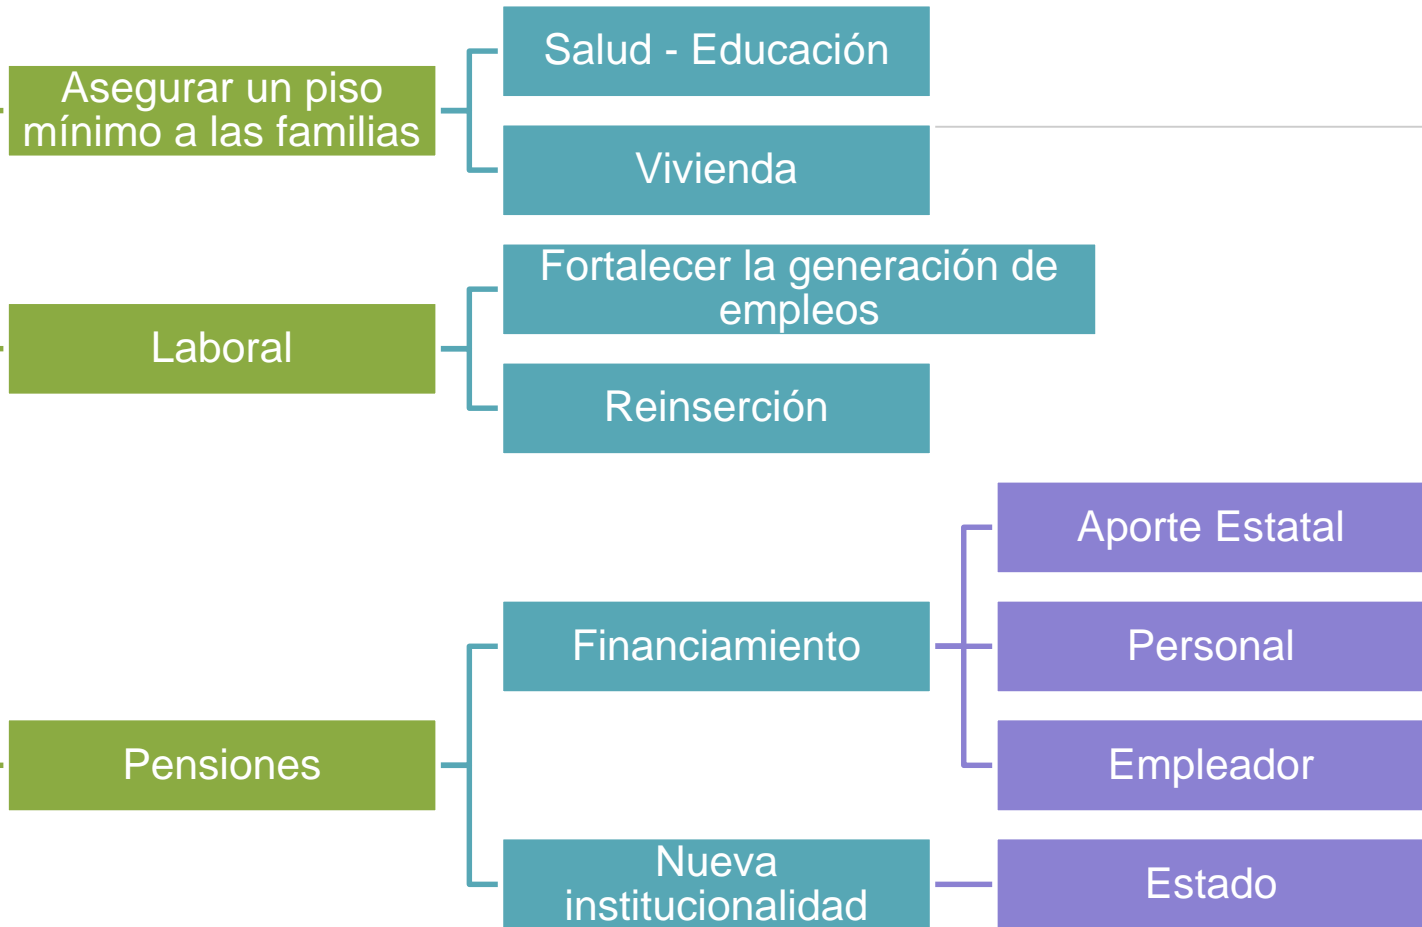 Asegurar un piso
mínimo a las familias
Salud - Educación
Vivienda
Laboral
Fortalecer la generación de
empleos
Reinserción
Pensiones
Financiamiento
Aporte Estatal
Personal
Empleador
Nueva
institucionalidad
Estado